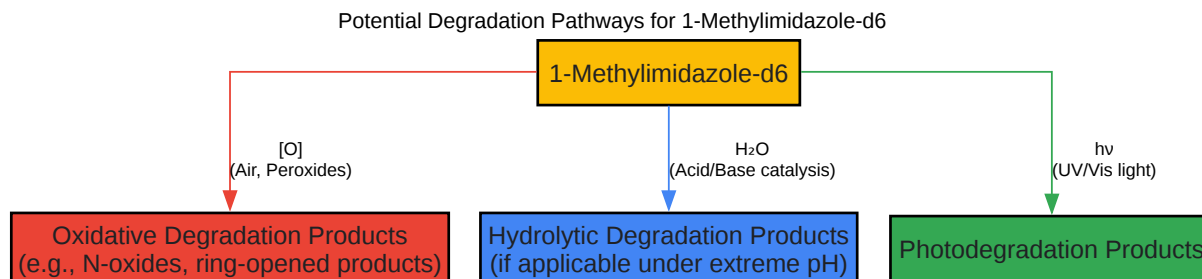 Potential Degradation Pathways for 1-Methylimidazole-d6
1-Methylimidazole-d6
[O]
(Air, Peroxides)
H₂O
(Acid/Base catalysis)
hν
(UV/Vis light)
Oxidative Degradation Products
(e.g., N-oxides, ring-opened products)
Hydrolytic Degradation Products
(if applicable under extreme pH)
Photodegradation Products